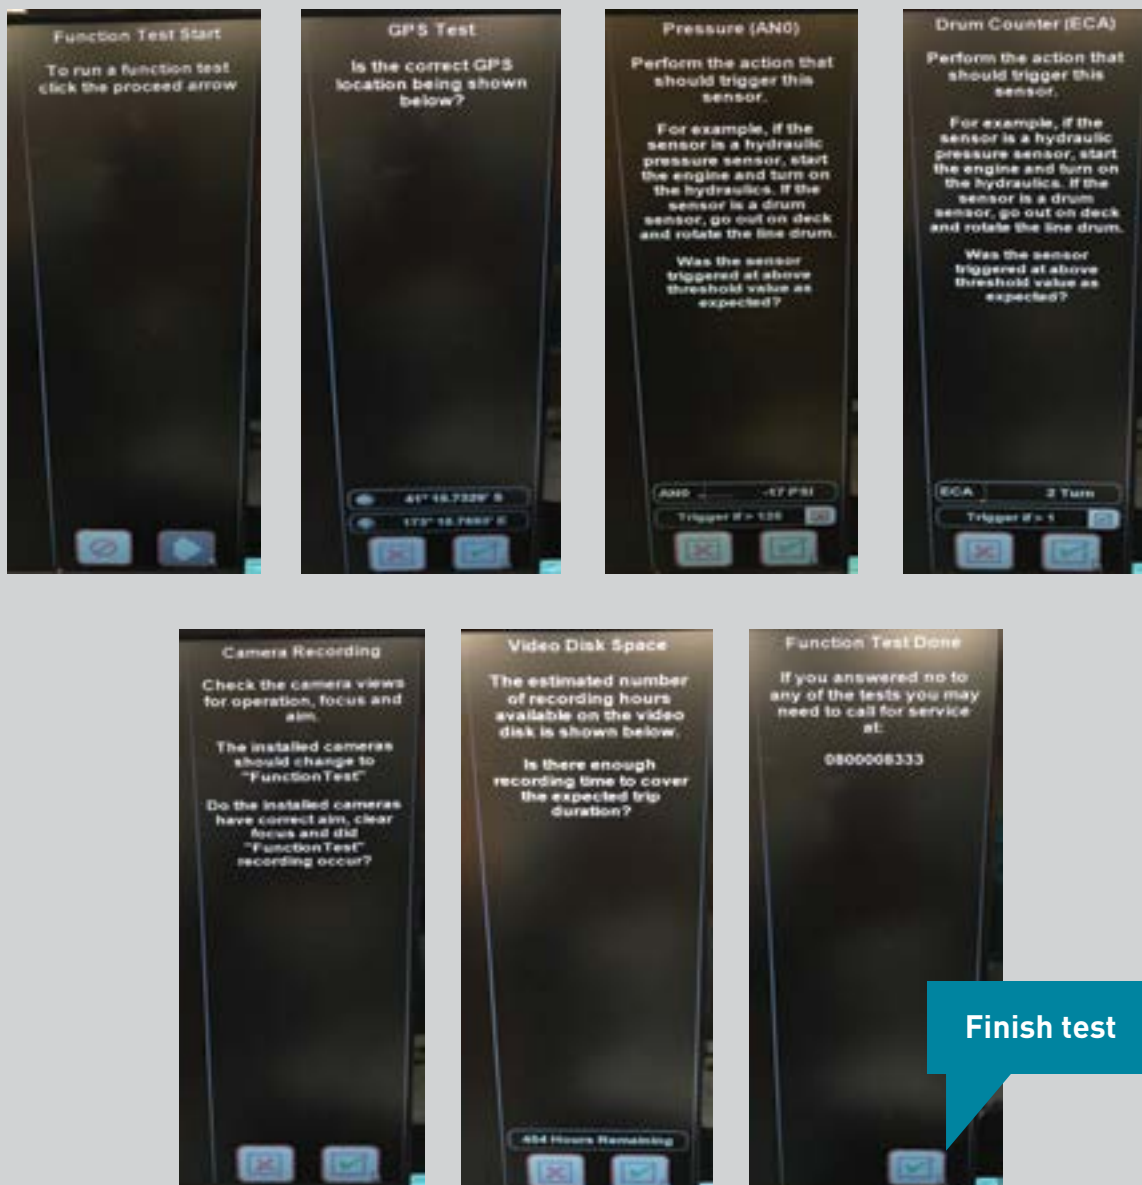 Function Test Start
To run a function test
click the proceed arrow
GPS Test
Is the correct GPS
location being shown
below?
173°
Pressure (AN0)
Perform the action that
should trigger this
sensor.
For example, if the
sensor is a hydraulic
pressure sensor, start
the engine and turn on
the hydraulics. If the
sensor is a drum
sensor, go out on deck
and rotate the line drum.
Was the sensor
triggered at above
threshold value as
expected?
AN0 -17 PSI
Trigger if > 125
Drum Counter (ECA)
Perform the action that
should trigger this
sensor.
For example, if the
sensor is a hydraulic
pressure sensor, start
the engine and turn on
the hydraulics. If the
sensor is a drum
sensor, go out on deck
and rotate the line drum.
Was the sensor
triggered at above
threshold value as
expected?
ECA 2 Turn
Trigger if > 1
Camera Recording
Check the camera views
for operation, focus and
aim.
The installed cameras
should change to
"FunctionTest"
Do the installed cameras
have correct aim, clear
focus and did
"FunctionTest"
recording occur?
Video Disk Space
The estimated number
of recording hours
available on the video
disk is shown below.
Is there enough
recording time to cover
the expected trip
duration?
454 Hours Remaining
Function Test Done
If you answered no to
any of the tests you may
need to call for service
at:
0800008333
Finish test